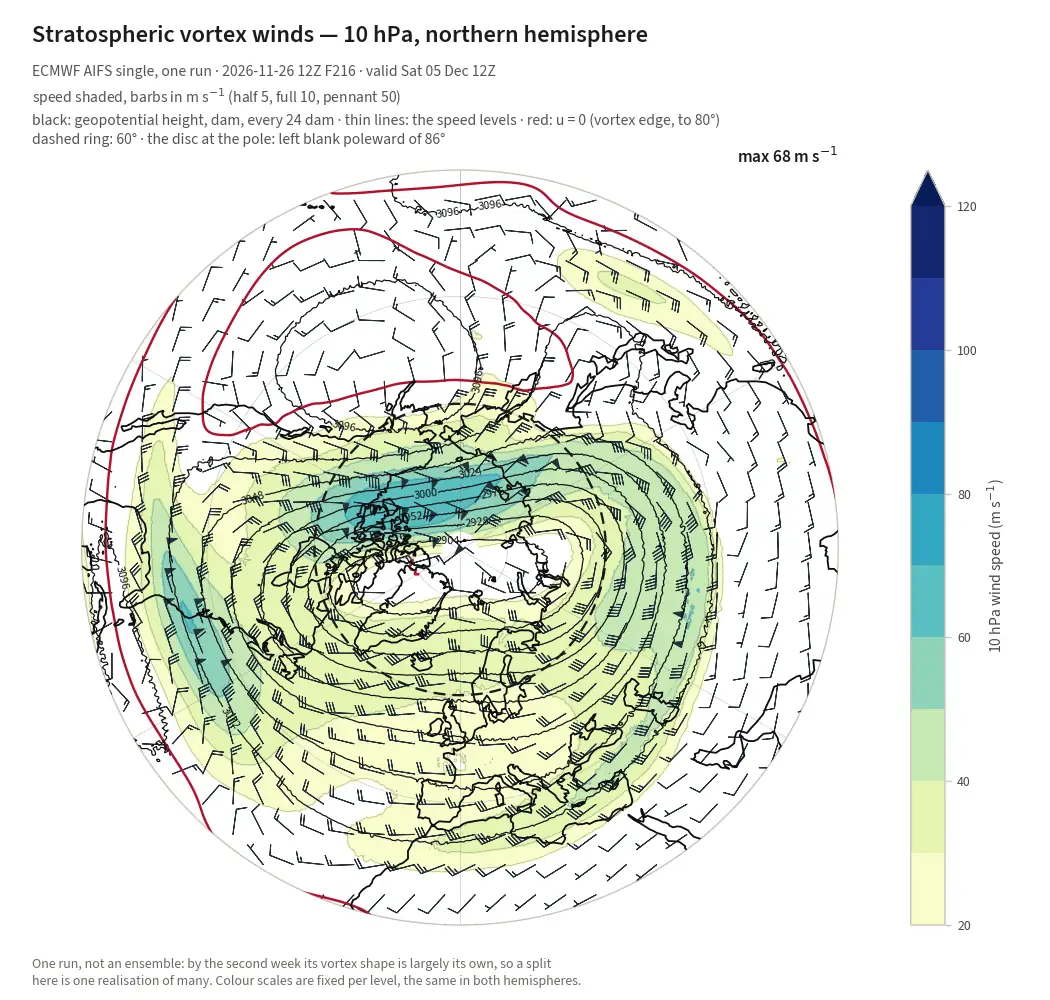 Stratospheric vortex winds — 10 hPa, northern hemisphere
ECMWF AIFS single, one run · 2026-11-26 12Z F216 · valid Sat 05 Dec 12Z
speed shaded, barbs in m s⁻¹ (half 5, full 10, pennant 50)
black: geopotential height, dam, every 24 dam · thin lines: the speed levels · red: u = 0 (vortex edge, to 80°)
dashed ring: 60° · the disc at the pole: left blank poleward of 86°
max 68 m s⁻¹
3096 3096
120
100
3096
3096
3024
3048
3000
80
2928
2904
3096
60
10 hPa wind speed (m s⁻¹)
40
20
One run, not an ensemble: by the second week its vortex shape is largely its own, so a split
here is one realisation of many. Colour scales are fixed per level, the same in both hemispheres.